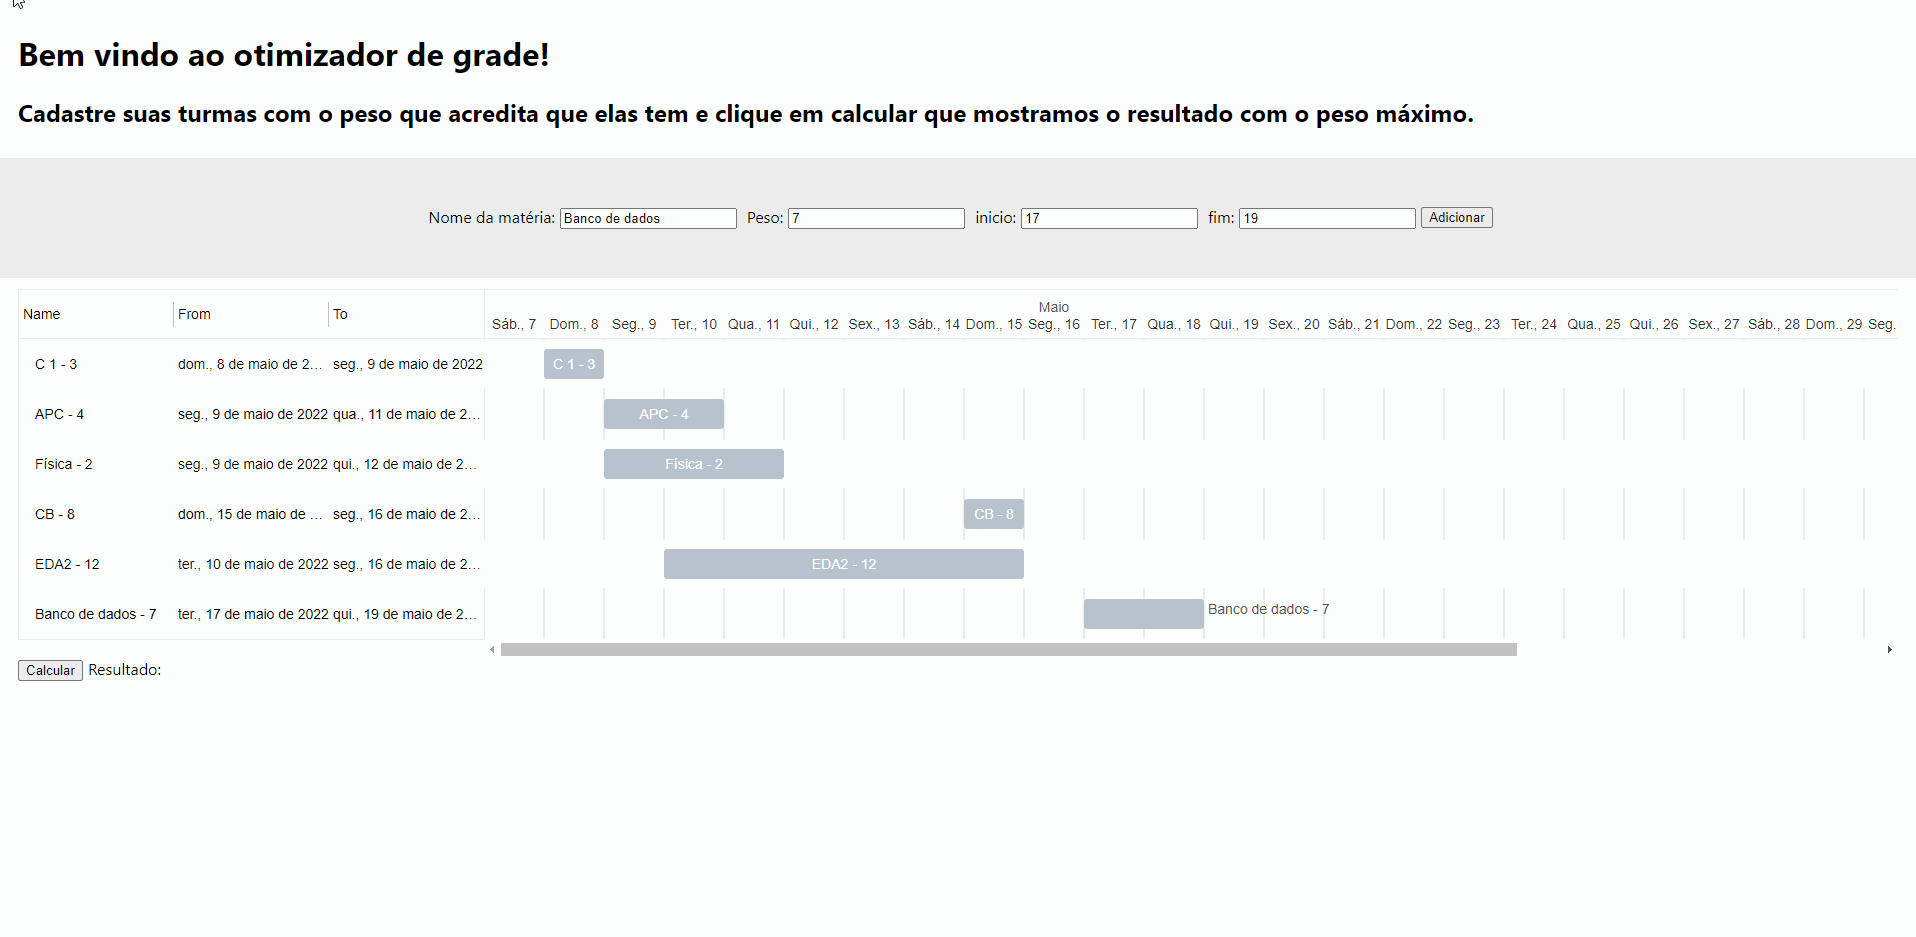 Bem vindo ao otimizador de grade!
Cadastre suas turmas com o peso que acredita que elas tem e clique em calcular que mostramos o resultado com o peso máximo.
Nome da matéria: Banco de dados Peso: 7 inicio: 17 fim: 19 Adicionar
Maio
Name From To
Sáb., 7 Dom., 8 Seg., 9 Ter., 10 Qua., 11 Qui., 12 Sex., 13 Sáb., 14 Dom., 15 Seg., 16 Ter., 17 Qua., 18 Qui., 19 Sex., 20 Sáb., 21 Dom., 22 Seg., 23 Ter., 24 Qua., 25 Qui., 26 Sex., 27 Sáb., 28 Dom., 29 Seg.
C 1 - 3 dom., 8 de maio de 2... seg., 9 de maio de 2022 C 1 - 3
APC - 4 seg., 9 de maio de 2022 qua., 11 de maio de 2... APC - 4
Física - 2 seg., 9 de maio de 2022 qui., 12 de maio de 2... Física - 2
CB - 8 dom., 15 de maio de ... seg., 16 de maio de 2... CB - 8
EDA2 - 12 ter., 10 de maio de 2022 seg., 16 de maio de 2... EDA2 - 12
Banco de dados - 7 ter., 17 de maio de 2022 qui., 19 de maio de 2... Banco de dados - 7
Calcular Resultado: